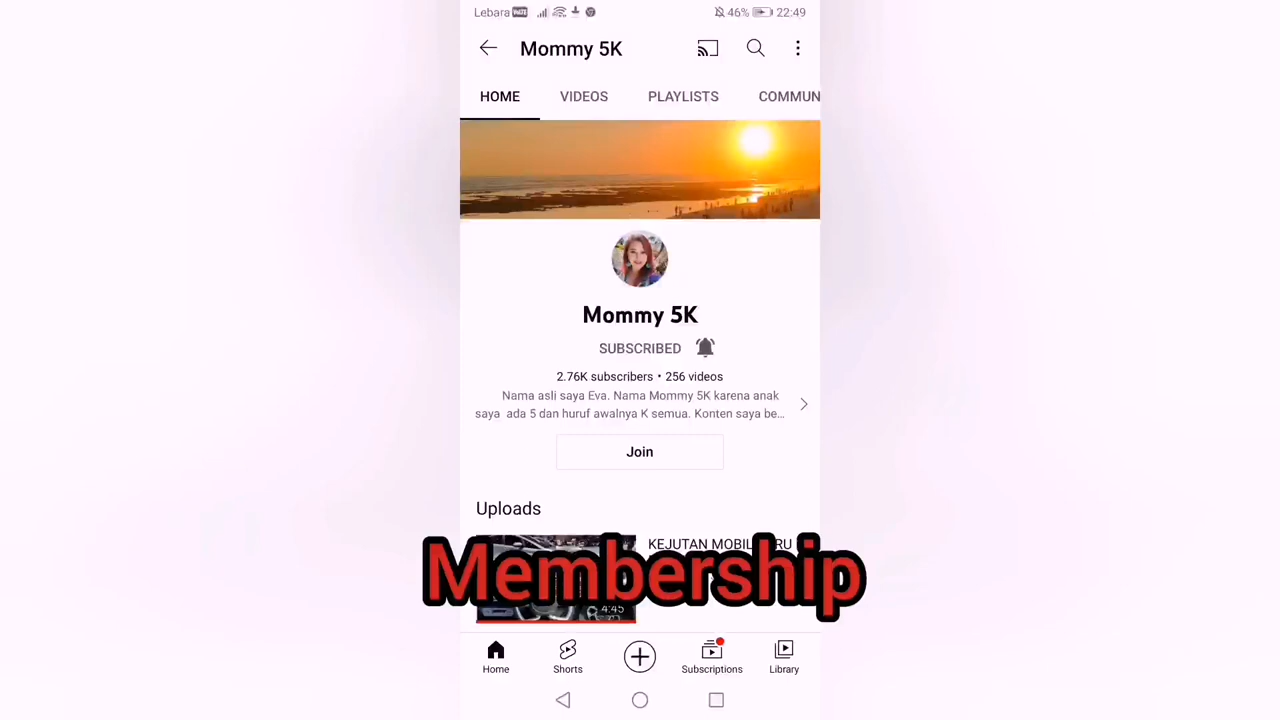 Lebara VoLTE 46% 22:49
Mommy 5K
HOME VIDEOS PLAYLISTS COMMUN
Mommy 5K
SUBSCRIBED
2.76K subscribers • 256 videos
Nama asli saya Eva. Nama Mommy 5K karena anak
saya ada 5 dan huruf awalnya K semua. Konten saya be...
Join
Uploads
KEJUTAN MOBIL
Membership
4:45
Home Shorts Subscriptions Library